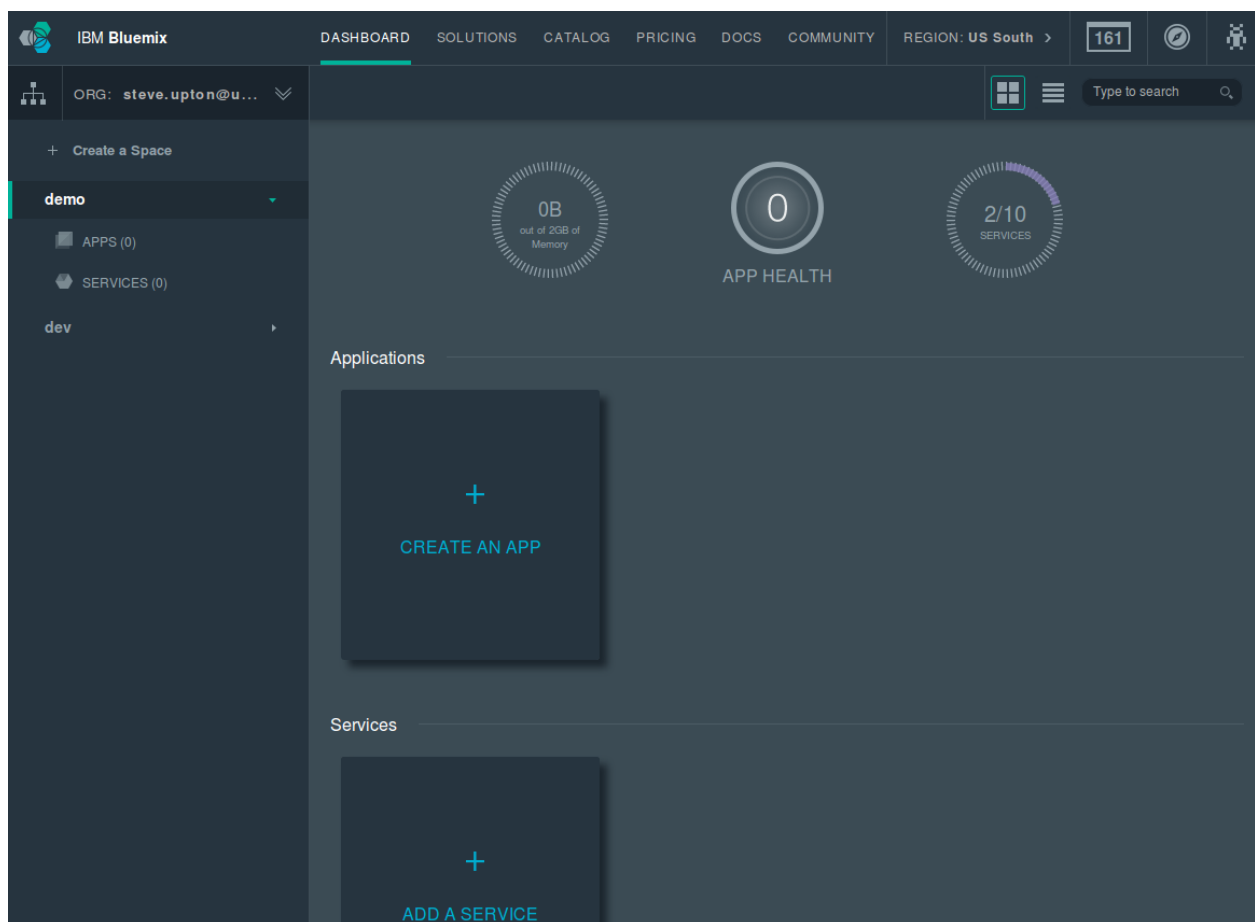 IBM Bluemix
DASHBOARD SOLUTIONS CATALOG PRICING DOCS COMMUNITY REGION: US South > 161
ORG: steve.upton@u...
Type to search
+ Create a Space
demo
APPS (0)
SERVICES (0)
dev
0B
out of 2GB of
Memory
0
APP HEALTH
2/10
SERVICES
Applications
+
CREATE AN APP
Services
+
ADD A SERVICE